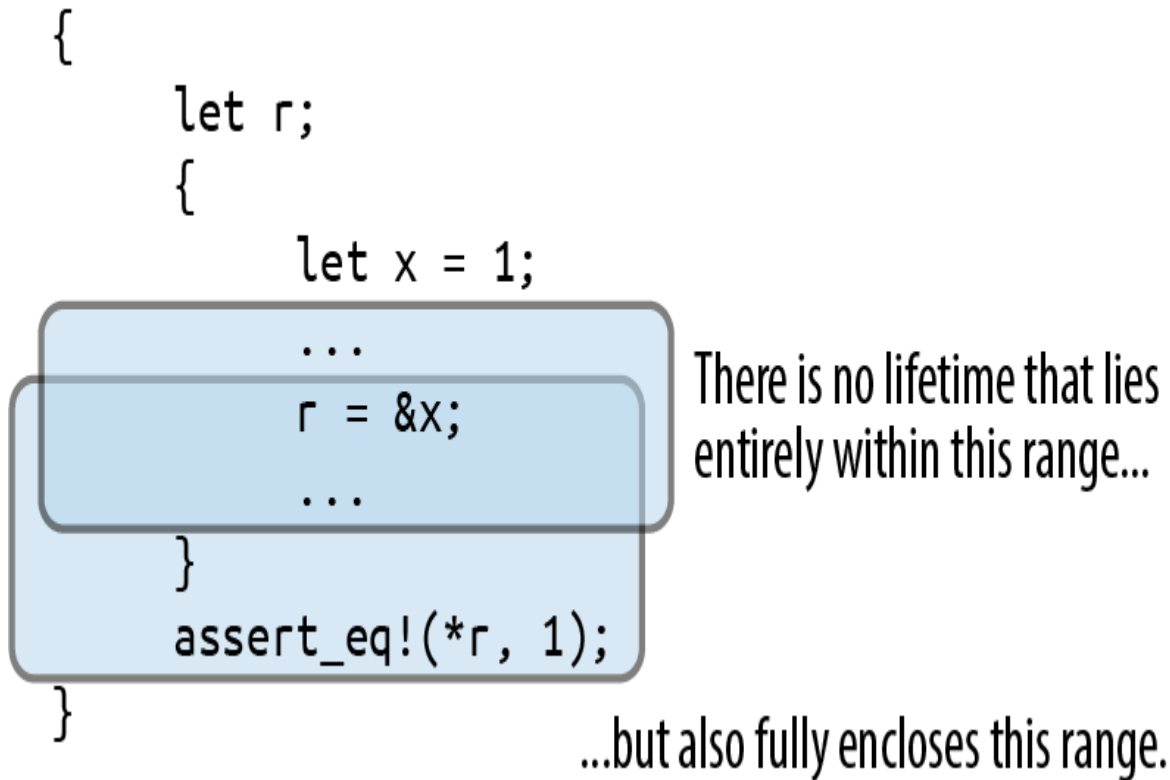 {
let r;
{
let x = 1;
...
r = &x;
...
}
assert_eq!(*r, 1);
}
There is no lifetime that lies
entirely within this range...
...but also fully encloses this range.